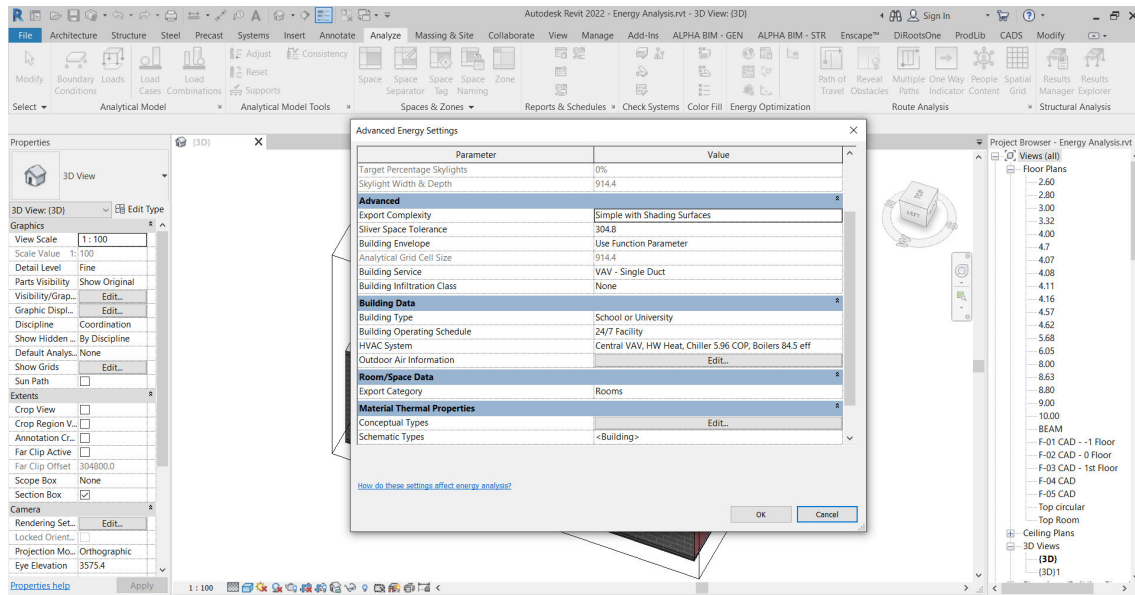 Autodesk Revit 2022 - Energy Analysis.rvt - 3D View: {3D}
Sign In
File Architecture Structure Steel Precast Systems Insert Annotate Analyze Massing & Site Collaborate View Manage Add-Ins ALPHA BIM - GEN ALPHA BIM - STR Enscape™ DiRootsOne ProdLib CADS Modify
Modify
Boundary Conditions
Loads
Load Cases
Load Combinations
Adjust
Reset
Supports
Consistency
Space
Space Separator
Space Tag
Space Naming
Zone
Path of Travel
Reveal Obstacles
Multiple Paths
One Way Indicator
People Content
Spatial Grid
Results Manager
Results Explorer
Select
Analytical Model
Analytical Model Tools
Spaces & Zones
Reports & Schedules
Check Systems
Color Fill
Energy Optimization
Route Analysis
Structural Analysis
Properties
3D View
3D View: {3D}
Edit Type
Graphics
View Scale 1 : 100
Scale Value 1: 100
Detail Level Fine
Parts Visibility Show Original
Visibility/Grap... Edit...
Graphic Displ... Edit...
Discipline Coordination
Show Hidden ... By Discipline
Default Analys... None
Show Grids Edit...
Sun Path
Extents
Crop View
Crop Region V...
Annotation Cr...
Far Clip Active
Far Clip Offset 304800.0
Scope Box None
Section Box
Camera
Rendering Set... Edit...
Locked Orient...
Projection Mo... Orthographic
Eye Elevation 3575.4
Properties help
Apply
{3D}
Advanced Energy Settings
Parameter Value
Target Percentage Skylights 0%
Skylight Width & Depth 914.4
Advanced
Export Complexity Simple with Shading Surfaces
Sliver Space Tolerance 304.8
Building Envelope Use Function Parameter
Analytical Grid Cell Size 914.4
Building Service VAV - Single Duct
Building Infiltration Class None
Building Data
Building Type School or University
Building Operating Schedule 24/7 Facility
HVAC System Central VAV, HW Heat, Chiller 5.96 COP, Boilers 84.5 eff
Outdoor Air Information Edit...
Room/Space Data
Export Category Rooms
Material Thermal Properties
Conceptual Types Edit...
Schematic Types <Building>
How do these settings affect energy analysis?
OK
Cancel
TOP
LEFT
1 : 100
Project Browser - Energy Analysis.rvt
Views (all)
Floor Plans
2.60
2.80
3.00
3.32
4.00
4.7
4.07
4.08
4.11
4.16
4.57
4.62
5.68
6.05
8.00
8.63
8.80
9.00
10.00
BEAM
F-01 CAD - -1 Floor
F-02 CAD - 0 Floor
F-03 CAD - 1st Floor
F-04 CAD
F-05 CAD
Top circular
Top Room
Ceiling Plans
3D Views
{3D}
{3D}1